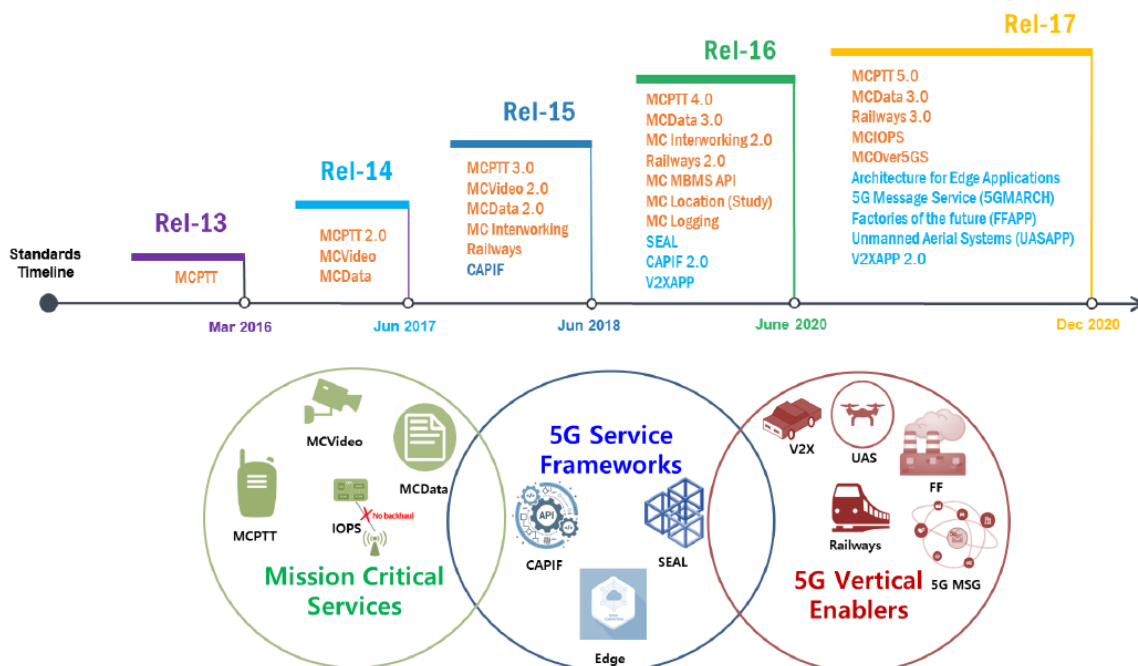 Rel-17
Rel-16
MCPTT 5.0
MCData 3.0
Railways 3.0
MCIOPS
MCOver5GS
Architecture for Edge Applications
5G Message Service (5GMARCH)
Factories of the future (FFAPP)
Unmanned Aerial Systems (UASAPP)
V2XAPP 2.0
MCPTT 4.0
MCData 3.0
MC Interworking 2.0
Railways 2.0
MC MBMS API
MC Location (Study)
MC Logging
SEAL
CAPIF 2.0
V2XAPP
Rel-15
MCPTT 3.0
MCVideo 2.0
MCData 2.0
MC Interworking
Railways
CAPIF
Rel-14
MCPTT 2.0
MCVideo
MCData
Rel-13
MCPTT
Standards
Timeline
Mar 2016
Jun 2017
Jun 2018
June 2020
Dec 2020
MCVideo
MCData
MCPTT
IOPS
No backhaul
Mission Critical
Services
5G Service
Frameworks
API
CAPIF
SEAL
Edge
V2X
UAS
FF
Railways
5G MSG
5G Vertical
Enablers